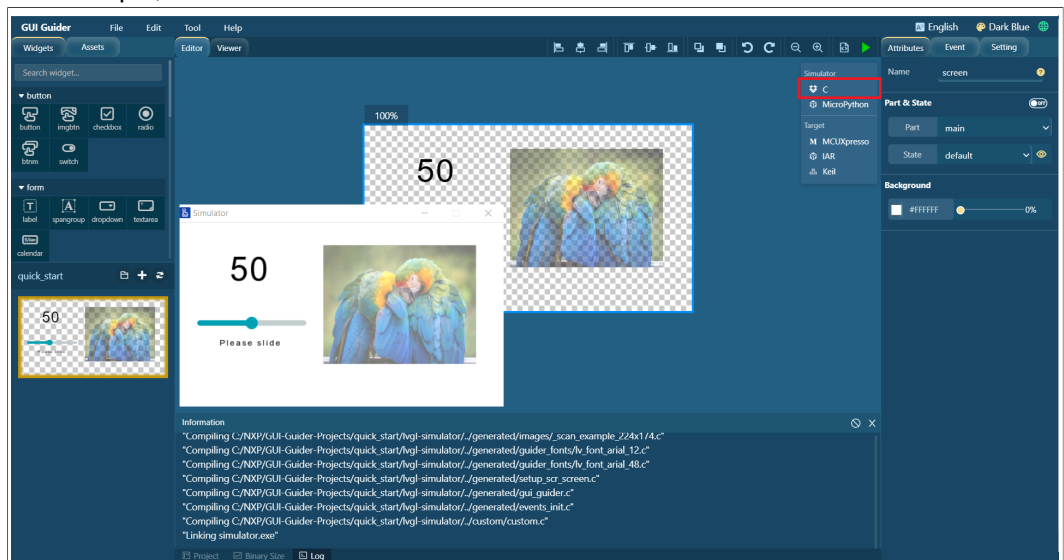 GUI Guider File Edit Tool Help English Dark Blue
Widgets Assets Editor Viewer Attributes Event Setting
Search widget...
button
button imgbtn checkbox radio
btnm switch
form
label spangroup dropdown textarea
calendar
quick_start
50
100%
50
Simulator
50
Please slide
Simulator
C
MicroPython
Target
MCUXpresso
IAR
Keil
Name screen
Part & State OFF
Part main
State default
Background
#FFFFFF 0%
Information
"Compiling C:/NXP/GUI-Guider-Projects/quick_start/lvgl-simulator/../generated/images/_scan_example_224x174.c"
"Compiling C:/NXP/GUI-Guider-Projects/quick_start/lvgl-simulator/../generated/guider_fonts/lv_font_arial_12.c"
"Compiling C:/NXP/GUI-Guider-Projects/quick_start/lvgl-simulator/../generated/guider_fonts/lv_font_arial_48.c"
"Compiling C:/NXP/GUI-Guider-Projects/quick_start/lvgl-simulator/../generated/setup_scr_screen.c"
"Compiling C:/NXP/GUI-Guider-Projects/quick_start/lvgl-simulator/../generated/gui_guider.c"
"Compiling C:/NXP/GUI-Guider-Projects/quick_start/lvgl-simulator/../generated/events_init.c"
"Compiling C:/NXP/GUI-Guider-Projects/quick_start/lvgl-simulator/../custom/custom.c"
"Linking simulator.exe"
Project Binary Size Log